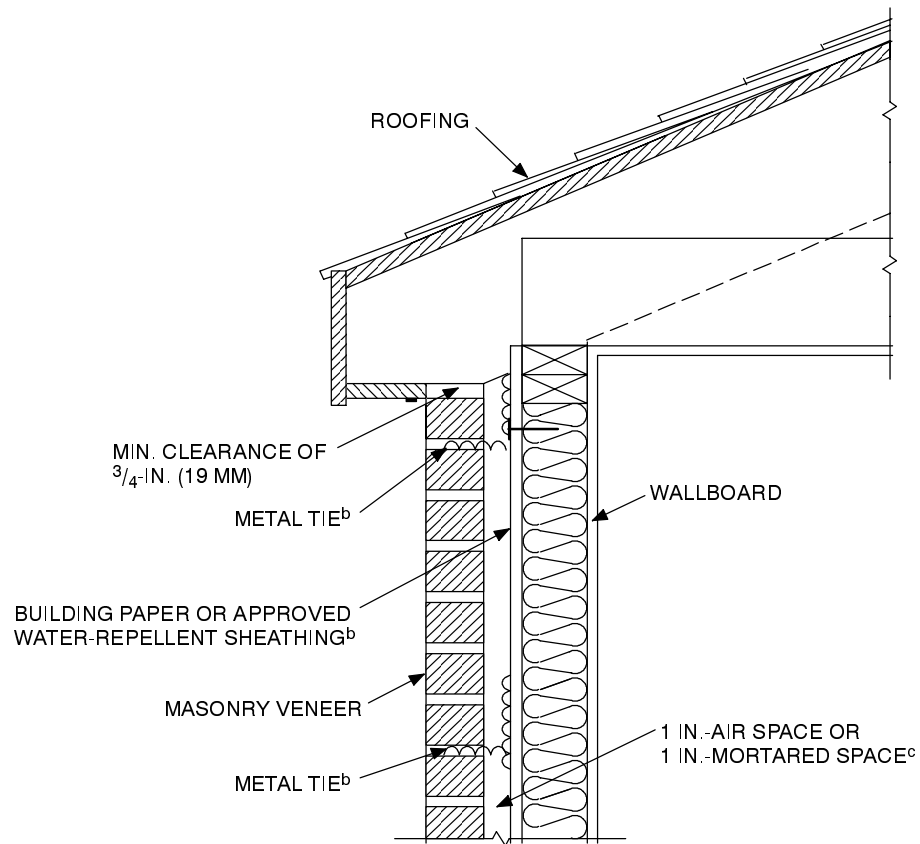 ROOFING
MIN. CLEARANCE OF
3/4-IN. (19 MM)
METAL TIEᵇ
WALLBOARD
BUILDING PAPER OR APPROVED
WATER-REPELLENT SHEATHINGᵇ
MASONRY VENEER
1 IN.-AIR SPACE OR
1 IN.-MORTARED SPACEᶜ
METAL TIEᵇ